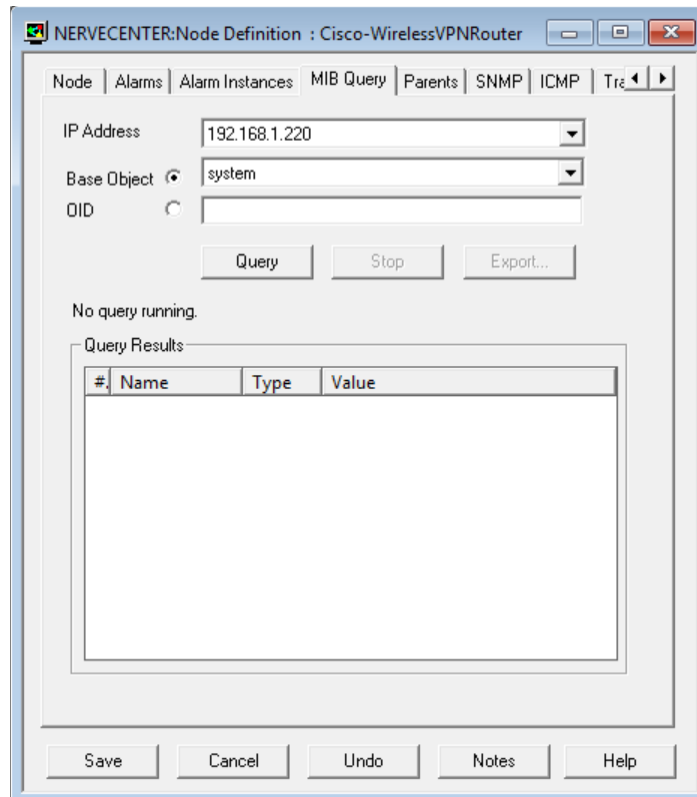 NERVECENTER:Node Definition : Cisco-WirelessVPNRouter
Node Alarms Alarm Instances MIB Query Parents SNMP ICMP
IP Address 192.168.1.220
Base Object system
OID
Query Stop Export...
No query running.
Query Results
#. Name Type Value
Save Cancel Undo Notes Help